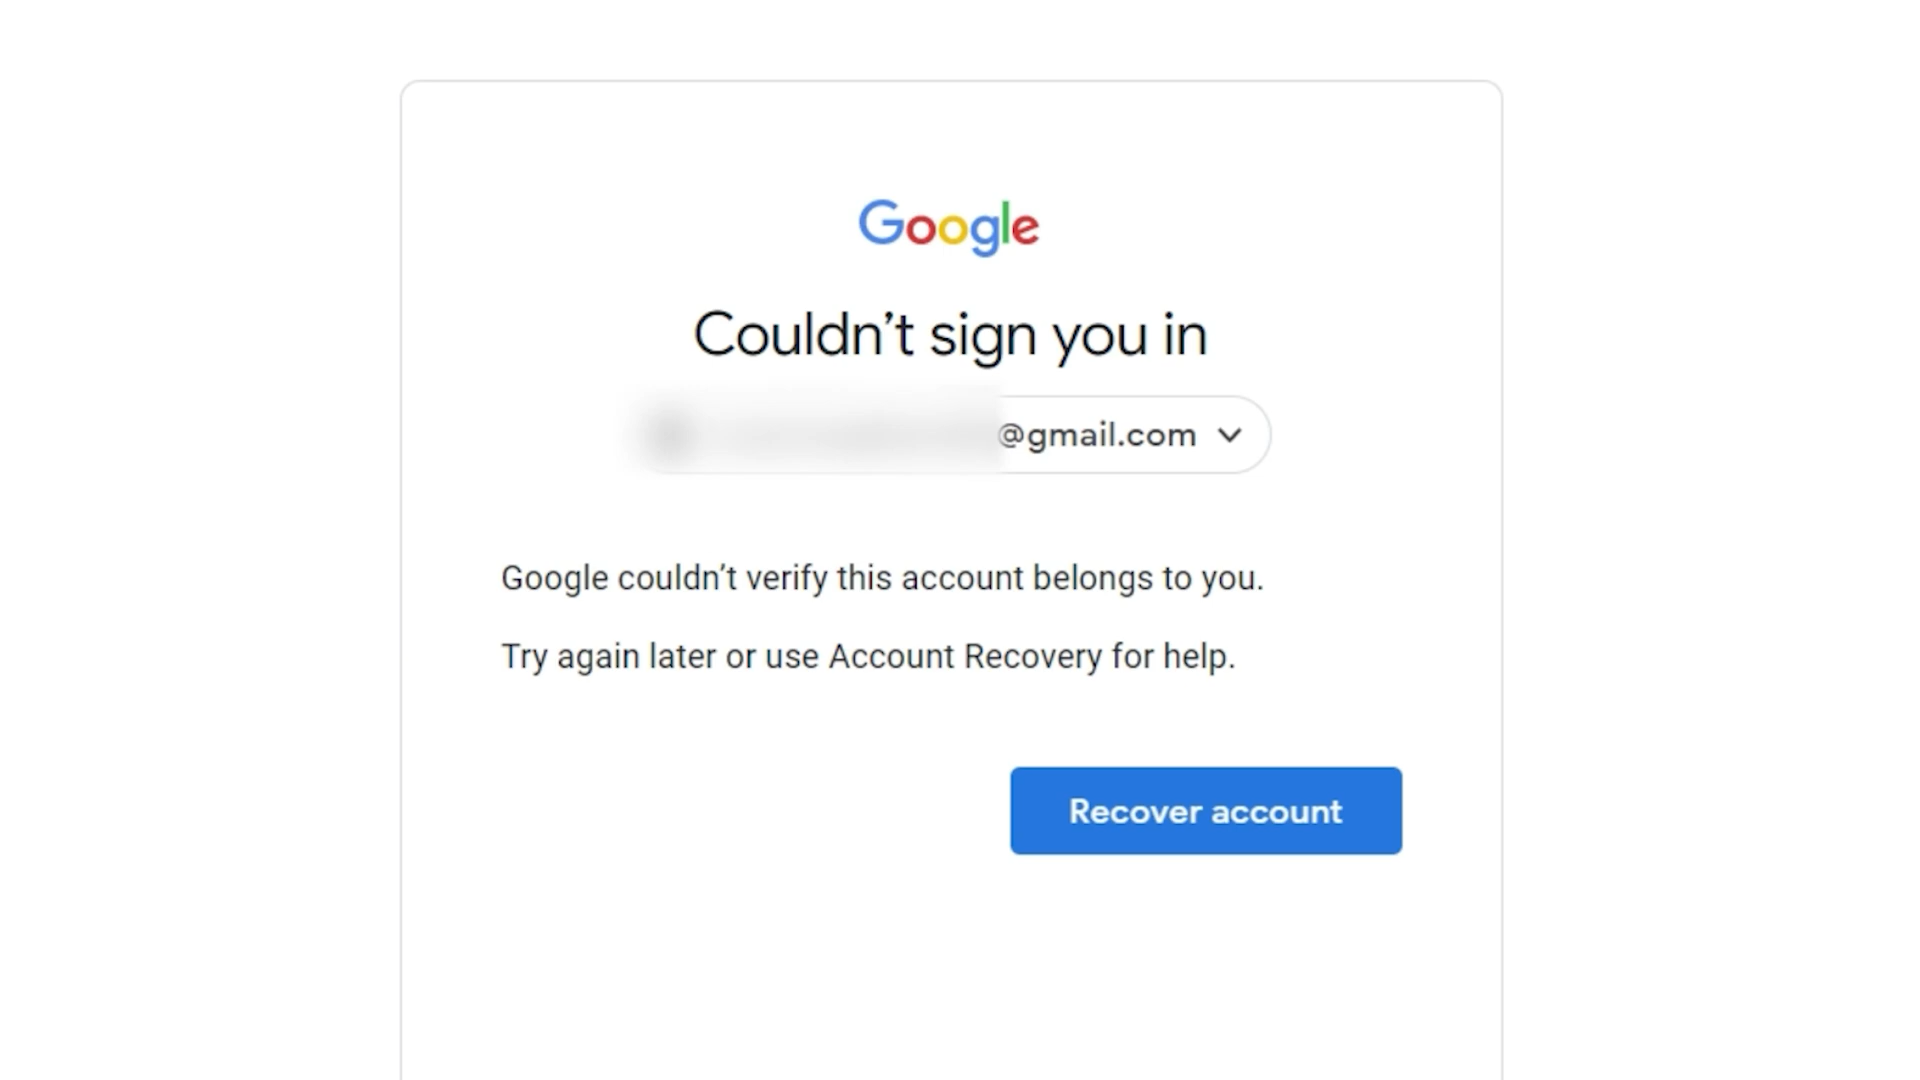 Google
Couldn’t sign you in
@gmail.com
Google couldn’t verify this account belongs to you.
Try again later or use Account Recovery for help.
Recover account